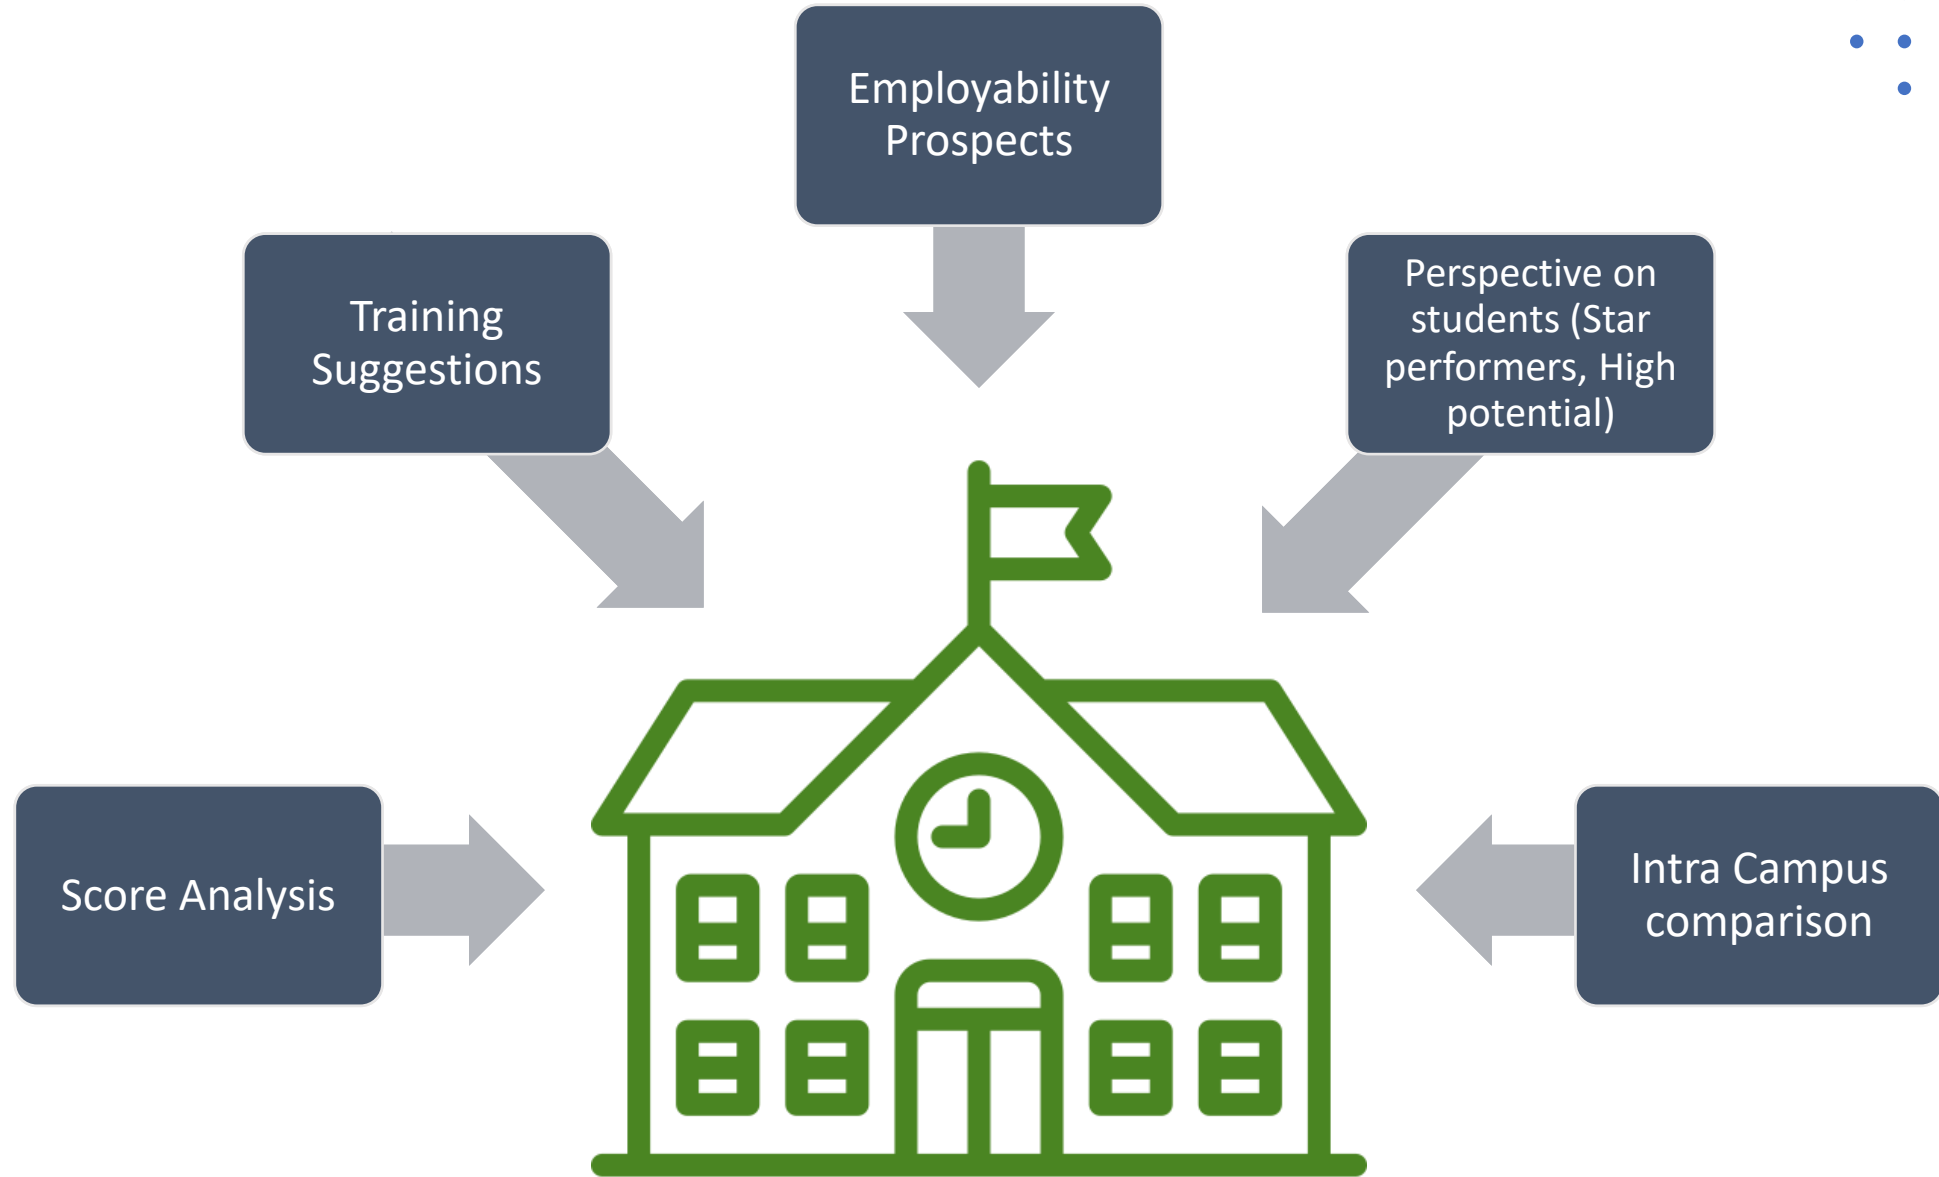 Employability
Prospects
Training
Suggestions
Perspective on
students (Star
performers, High
potential)
Score Analysis
Intra Campus
comparison